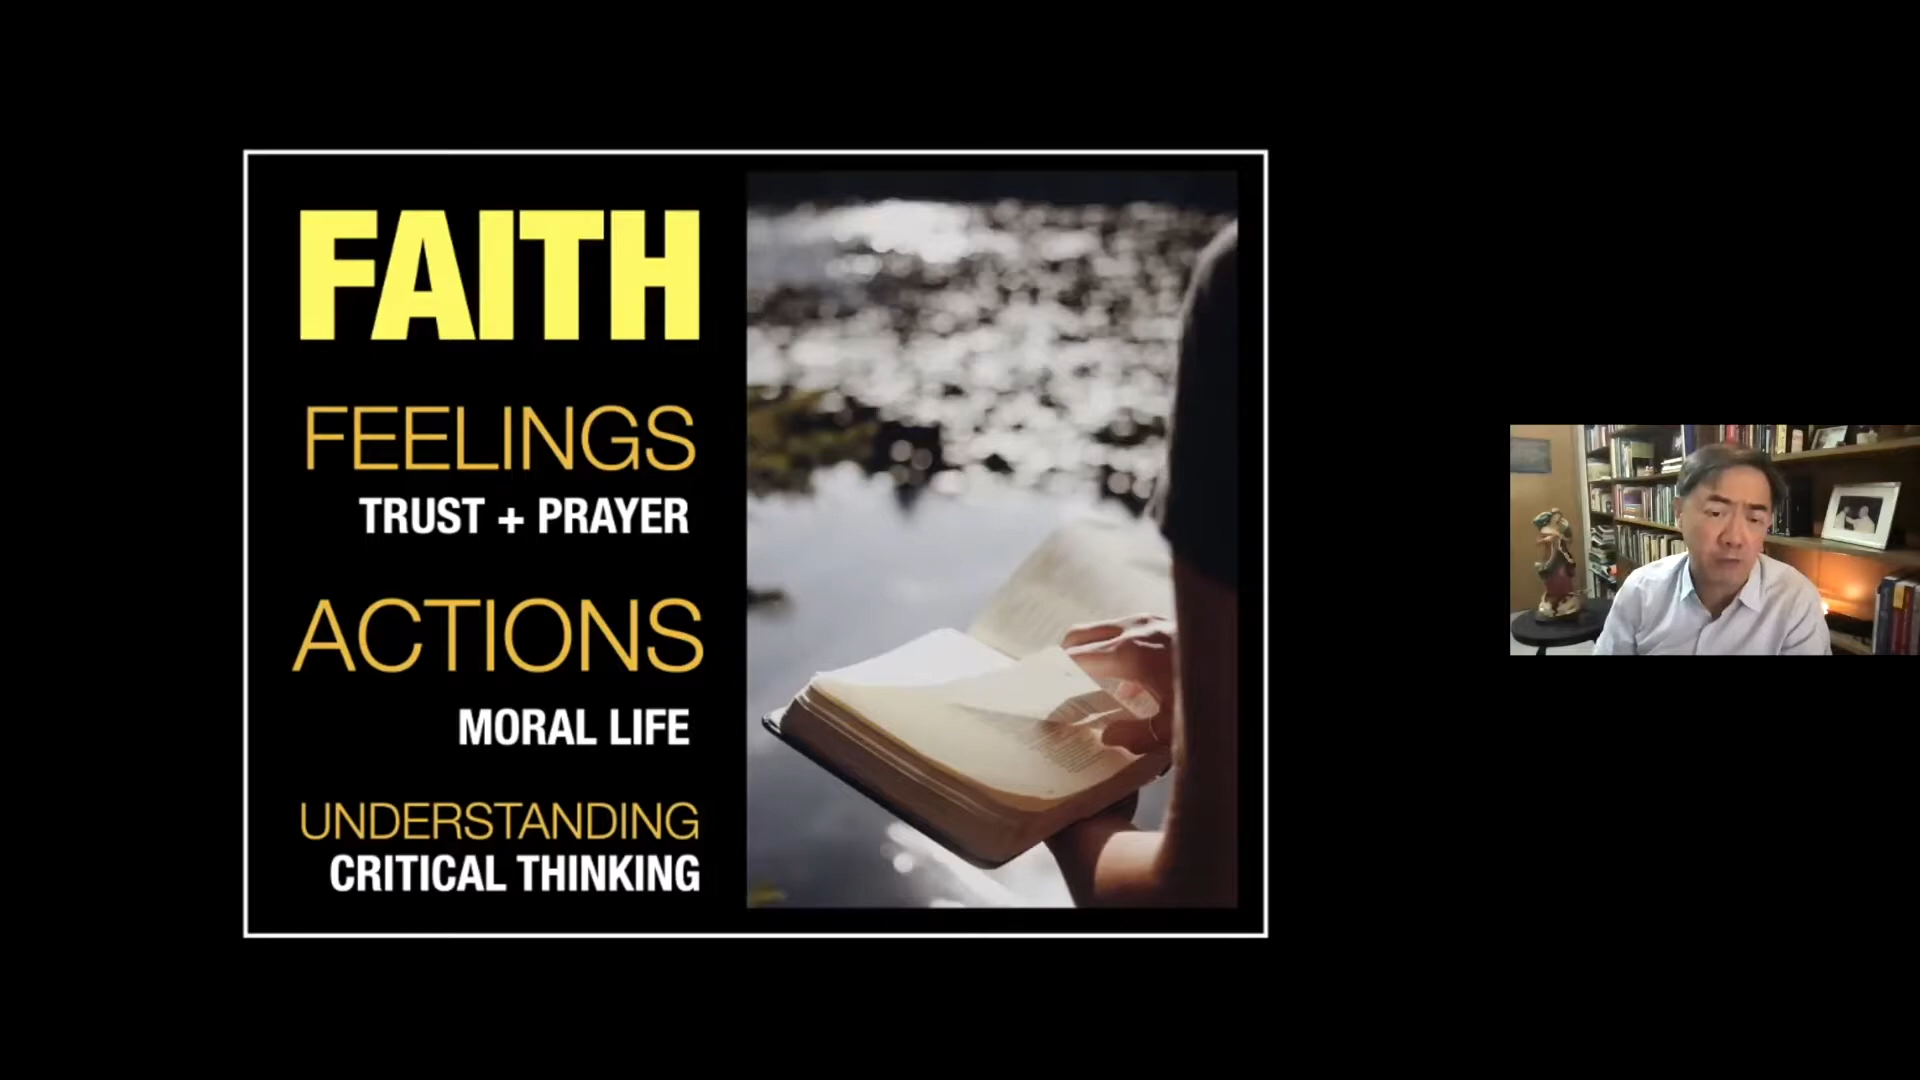 FAITH
FEELINGS
TRUST + PRAYER
ACTIONS
MORAL LIFE
UNDERSTANDING
CRITICAL THINKING